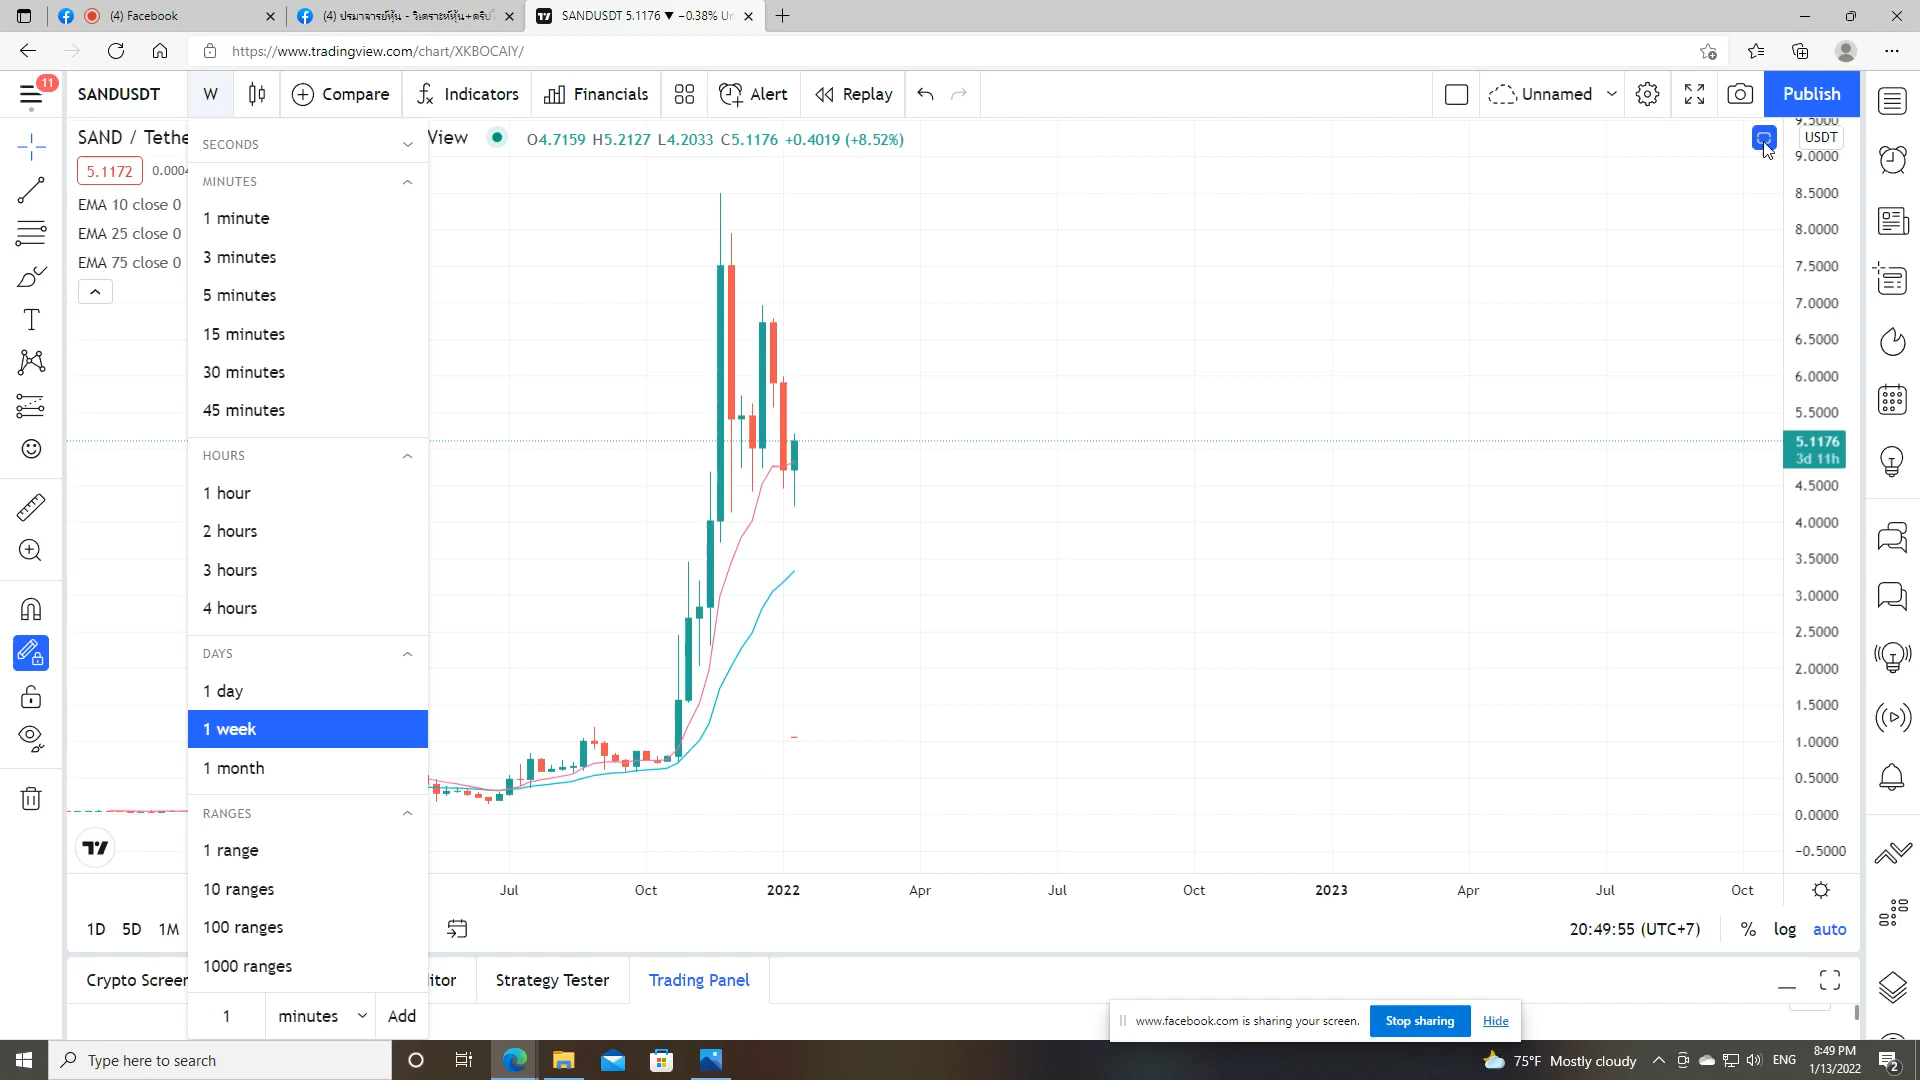 (4) Facebook
(4) ปรมาจารย์หุ้น - วิเคราะห์หุ้น+คริปโ
SANDUSDT 5.1176 ▼ −0.38% Un
https://www.tradingview.com/chart/XKBOCAIY/
11
SANDUSDT
W
Compare
Indicators
Financials
Alert
Replay
Unnamed
Publish
SAND / Tethe
View
O4.7159 H5.2127 L4.2033 C5.1176 +0.4019 (+8.52%)
USDT
5.1172
0.0004
EMA 10 close 0
EMA 25 close 0
EMA 75 close 0
SECONDS
MINUTES
1 minute
3 minutes
5 minutes
15 minutes
30 minutes
45 minutes
HOURS
1 hour
2 hours
3 hours
4 hours
DAYS
1 day
1 week
1 month
RANGES
1 range
10 ranges
100 ranges
1000 ranges
1
minutes
Add
9.5000
9.0000
8.5000
8.0000
7.5000
7.0000
6.5000
6.0000
5.5000
5.1176
3d 11h
4.5000
4.0000
3.5000
3.0000
2.5000
2.0000
1.5000
1.0000
0.5000
0.0000
−0.5000
Jul
Oct
2022
Apr
Jul
Oct
2023
Apr
Jul
Oct
1D 5D 1M
20:49:55 (UTC+7)
% log auto
Crypto Screen
itor
Strategy Tester
Trading Panel
www.facebook.com is sharing your screen.
Stop sharing
Hide
Type here to search
75°F Mostly cloudy
ENG
8:49 PM
1/13/2022
2